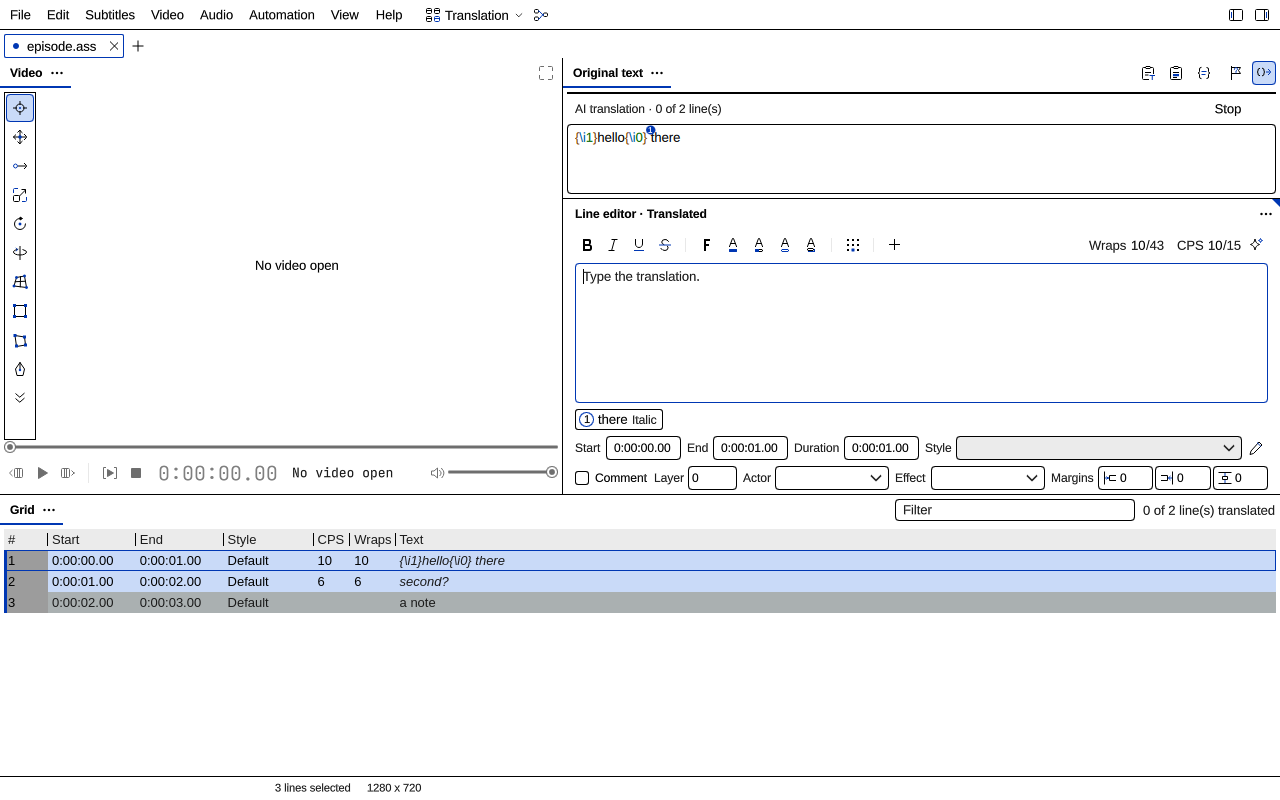 File Edit Subtitles Video Audio Automation View Help Translation
episode.ass
Video
Original text
AI translation · 0 of 2 line(s) Stop
{\i1}hello{\i0} there
1
No video open
Line editor · Translated
B I U S F A A A A Wraps 10/43 CPS 10/15
Type the translation.
1 there Italic
Start 0:00:00.00 End 0:00:01.00 Duration 0:00:01.00 Style
0:00:00.00 No video open
Comment Layer 0 Actor Effect Margins 0 0 0
Grid Filter 0 of 2 line(s) translated
# Start End Style CPS Wraps Text
1 0:00:00.00 0:00:01.00 Default 10 10 {\i1}hello{\i0} there
2 0:00:01.00 0:00:02.00 Default 6 6 second?
3 0:00:02.00 0:00:03.00 Default a note
3 lines selected 1280 x 720